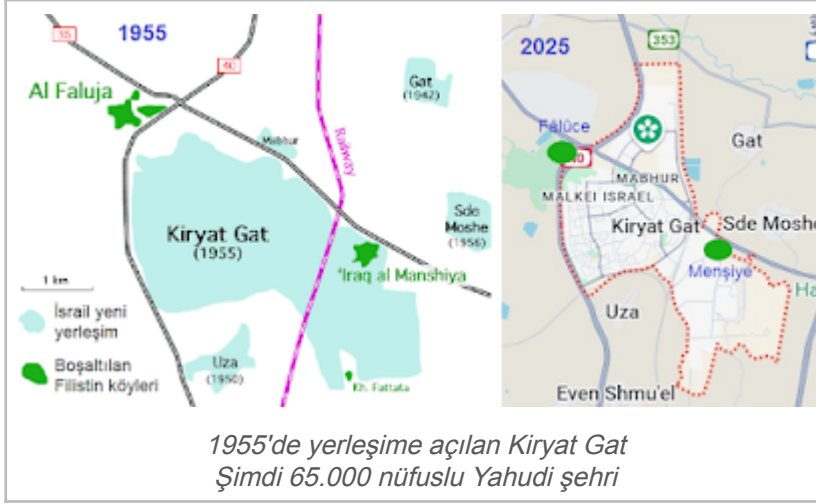 1955
35
40
Al Faluja
Gat
(1942)
Mabhur
Railway
Kiryat Gat
(1955)
Sde
Moshe
(1956)
'Iraq al Manshiya
1 km
İsrail yeni
yerleşim
Boşaltılan
Filistin köyleri
Uza
(1950)
Kh. Fattata
2025
353
Fâlûce
40
Gat
MABHUR
MALKEI ISRAEL
Kiryat Gat
Sde Moshe
Menşiye
Ha
Uza
Even Shmu'el
1955'de yerleşime açılan Kiryat Gat
Şimdi 65.000 nüfuslu Yahudi şehri